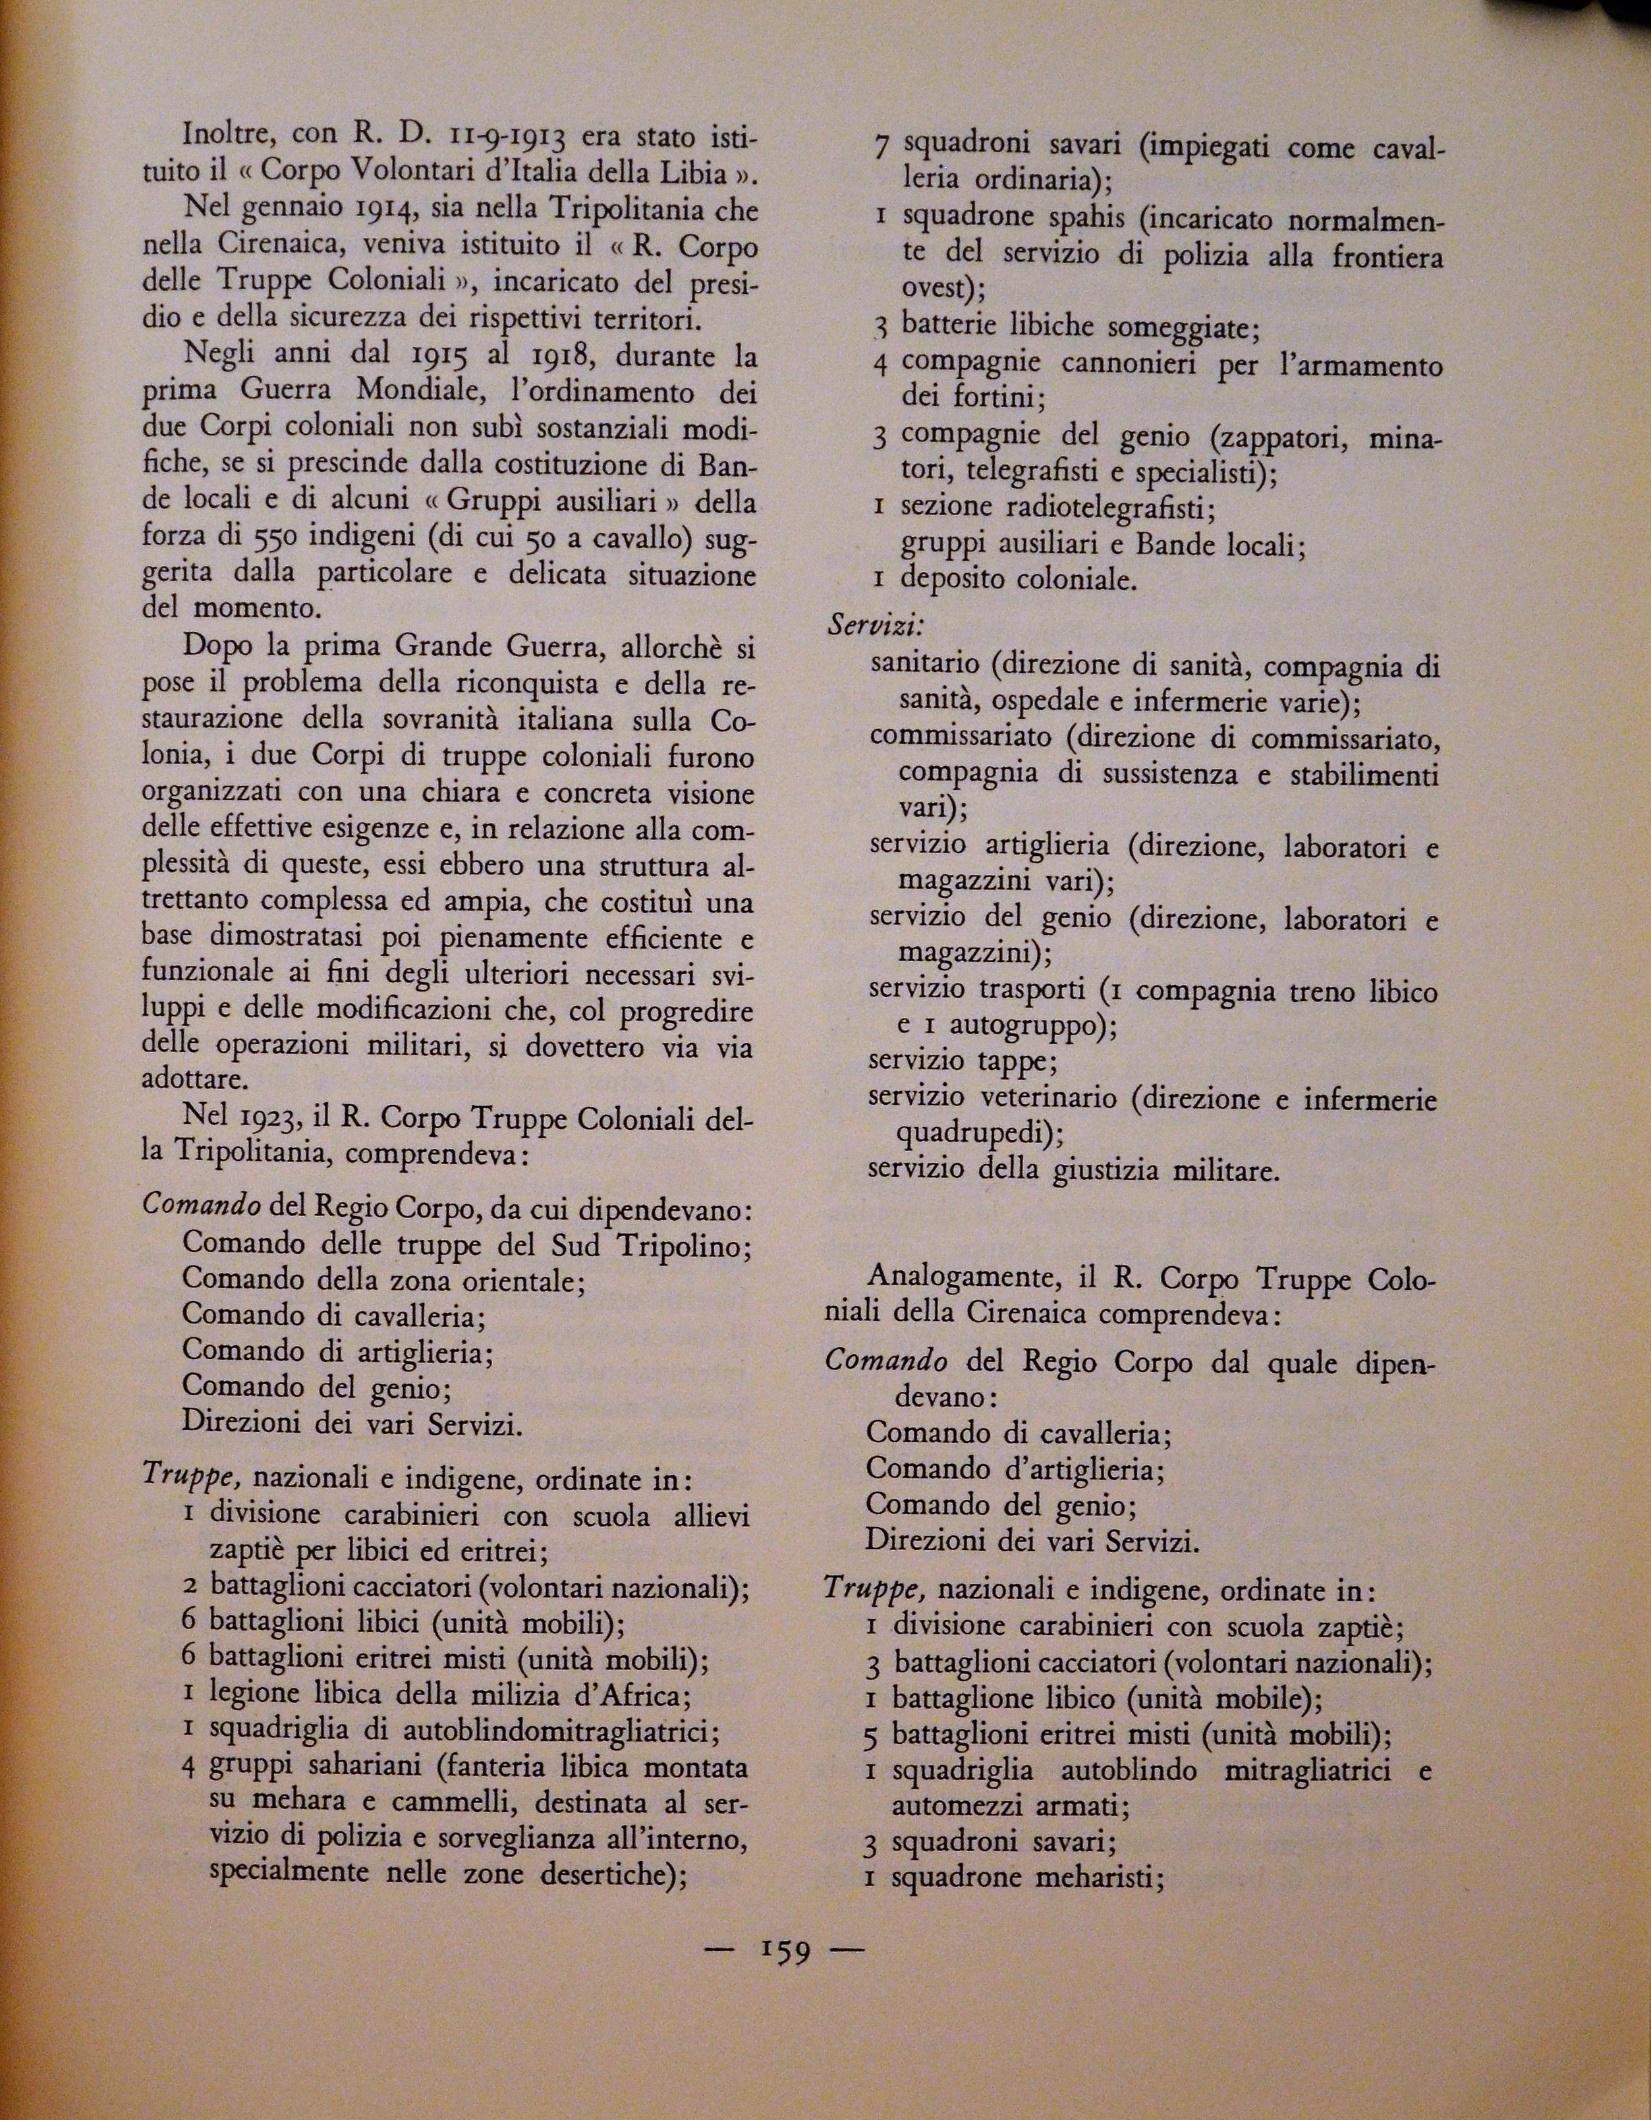 Inoltre, con R. D. 11-9-1913 era stato isti-
tuito il « Corpo Volontari d'Italia della Libia ».
Nel gennaio 1914, sia nella Tripolitania che
nella Cirenaica, veniva istituito il « R. Corpo
delle Truppe Coloniali », incaricato del presi-
dio e della sicurezza dei rispettivi territori.
Negli anni dal 1915 al 1918, durante la
prima Guerra Mondiale, l'ordinamento dei
due Corpi coloniali non subì sostanziali modi-
fiche, se si prescinde dalla costituzione di Ban-
de locali e di alcuni « Gruppi ausiliari » della
forza di 550 indigeni (di cui 50 a cavallo) sug-
gerita dalla particolare e delicata situazione
del momento.
Dopo la prima Grande Guerra, allorchè si
pose il problema della riconquista e della re-
staurazione della sovranità italiana sulla Co-
lonia, i due Corpi di truppe coloniali furono
organizzati con una chiara e concreta visione
delle effettive esigenze e, in relazione alla com-
plessità di queste, essi ebbero una struttura al-
trettanto complessa ed ampia, che costituì una
base dimostratasi poi pienamente efficiente e
funzionale ai fini degli ulteriori necessari svi-
luppi e delle modificazioni che, col progredire
delle operazioni militari, si dovettero via via
adottare.
Nel 1923, il R. Corpo Truppe Coloniali del-
la Tripolitania, comprendeva:
Comando del Regio Corpo, da cui dipendevano:
Comando delle truppe del Sud Tripolino;
Comando della zona orientale;
Comando di cavalleria;
Comando di artiglieria;
Comando del genio;
Direzioni dei vari Servizi.
Truppe, nazionali e indigene, ordinate in:
1 divisione carabinieri con scuola allievi
zaptiè per libici ed eritrei;
2 battaglioni cacciatori (volontari nazionali);
6 battaglioni libici (unità mobili);
6 battaglioni eritrei misti (unità mobili);
1 legione libica della milizia d'Africa;
1 squadriglia di autoblindomitragliatrici;
4 gruppi sahariani (fanteria libica montata
su mehara e cammelli, destinata al ser-
vizio di polizia e sorveglianza all'interno,
specialmente nelle zone desertiche);
7 squadroni savari (impiegati come caval-
leria ordinaria);
1 squadrone spahis (incaricato normalmen-
te del servizio di polizia alla frontiera
ovest);
3 batterie libiche someggiate;
4 compagnie cannonieri per l'armamento
dei fortini;
3 compagnie del genio (zappatori, mina-
tori, telegrafisti e specialisti);
1 sezione radiotelegrafisti;
gruppi ausiliari e Bande locali;
1 deposito coloniale.
Servizi:
sanitario (direzione di sanità, compagnia di
sanità, ospedale e infermerie varie);
commissariato (direzione di commissariato,
compagnia di sussistenza e stabilimenti
vari);
servizio artiglieria (direzione, laboratori e
magazzini vari);
servizio del genio (direzione, laboratori e
magazzini);
servizio trasporti (1 compagnia treno libico
e 1 autogruppo);
servizio tappe;
servizio veterinario (direzione e infermerie
quadrupedi);
servizio della giustizia militare.
Analogamente, il R. Corpo Truppe Colo-
niali della Cirenaica comprendeva:
Comando del Regio Corpo dal quale dipen-
devano:
Comando di cavalleria;
Comando d'artiglieria;
Comando del genio;
Direzioni dei vari Servizi.
Truppe, nazionali e indigene, ordinate in:
1 divisione carabinieri con scuola zaptiè;
3 battaglioni cacciatori (volontari nazionali);
1 battaglione libico (unità mobile);
5 battaglioni eritrei misti (unità mobili);
1 squadriglia autoblindo mitragliatrici e
automezzi armati;
3 squadroni savari;
1 squadrone meharisti;
— 159 —